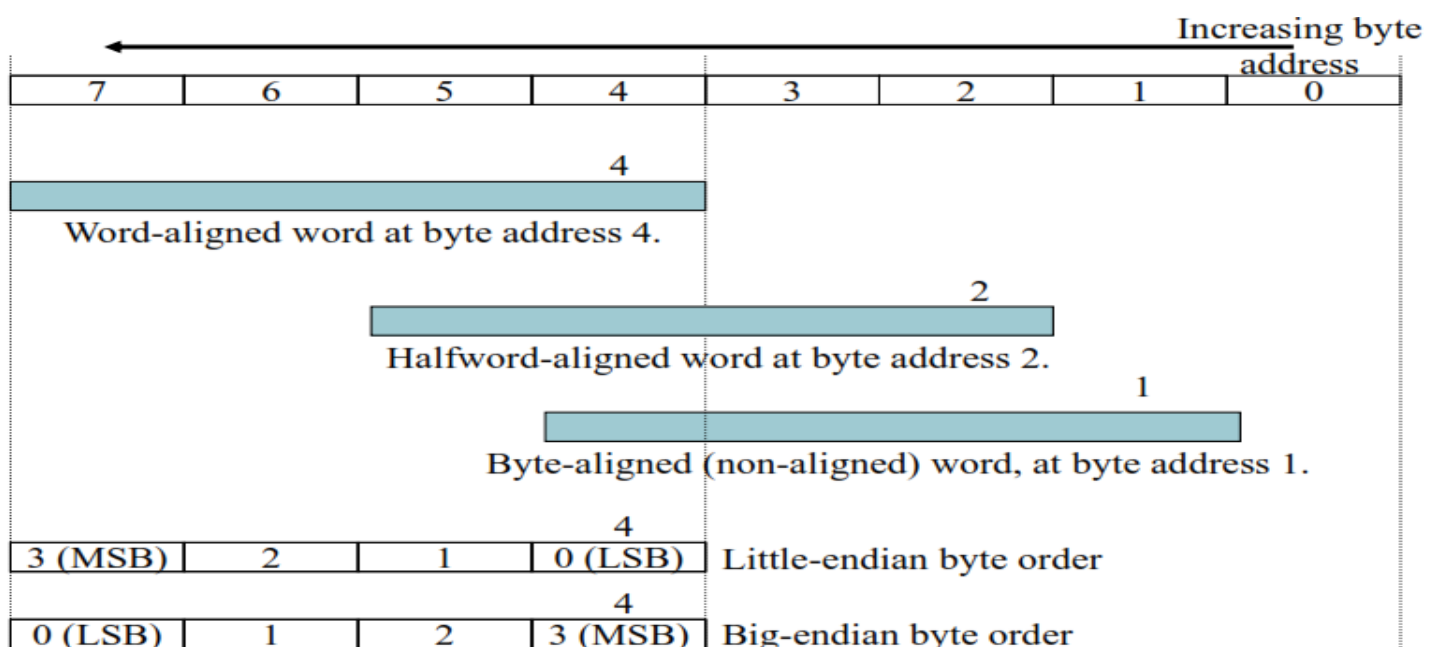 Increasing byte
address
7 6 5 4 3 2 1 0
4
Word-aligned word at byte address 4.
2
Halfword-aligned word at byte address 2.
1
Byte-aligned (non-aligned) word, at byte address 1.
4
3 (MSB) 2 1 0 (LSB) Little-endian byte order
4
0 (LSB) 1 2 3 (MSB) Big-endian byte order